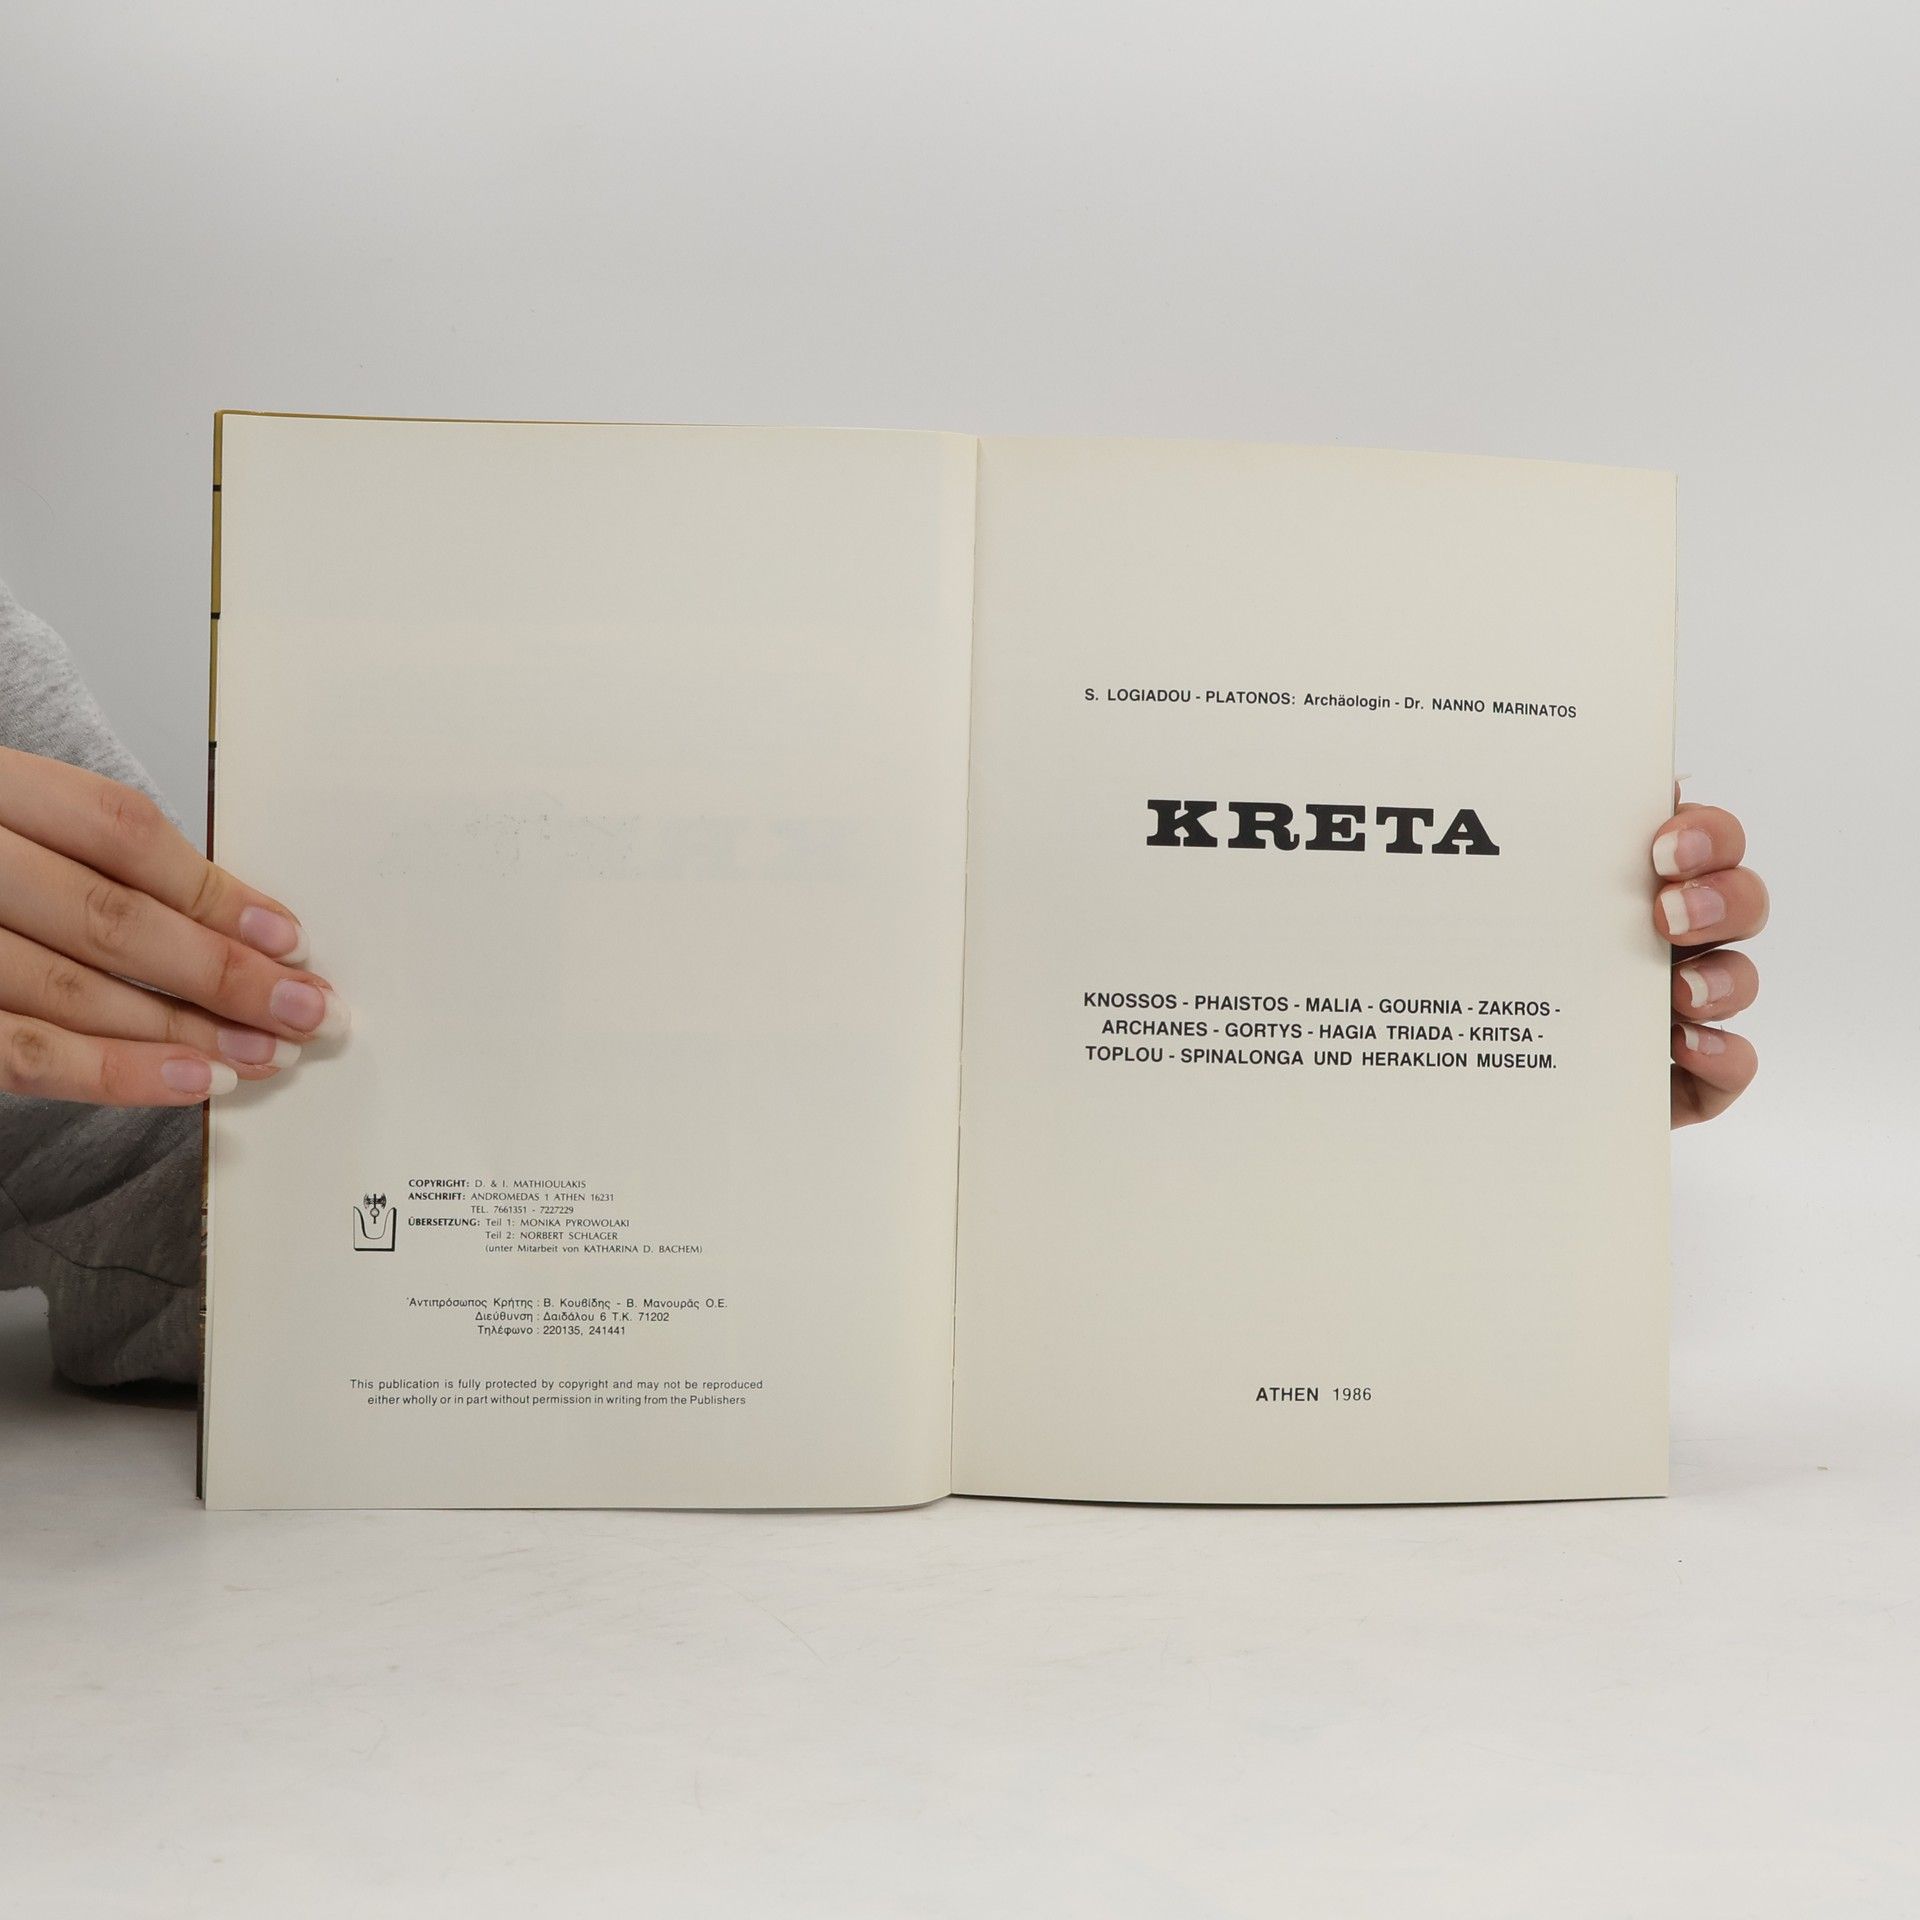 COPYRIGHT: D. & I. MATHIOULAKIS
ANSCHRIFT: ANDROMEDAS 1 ATHEN 16231
TEL. 7661351 - 7227229
ÜBERSETZUNG: Teil 1: MONIKA PYROWOLAKI
Teil 2: NORBERT SCHLAGER
(unter Mitarbeit von KATHARINA D. BACHEM)
Ἀντιπρόσωπος Κρήτης : Β. Κουβίδης - Β. Μανουρᾶς Ο.Ε.
Διεύθυνση : Δαιδάλου 6 Τ.Κ. 71202
Τηλέφωνο : 220135, 241441
This publication is fully protected by copyright and may not be reproduced
either wholly or in part without permission in writing from the Publishers
S. LOGIADOU - PLATONOS: Archäologin - Dr. NANNO MARINATOS
KRETA
KNOSSOS - PHAISTOS - MALIA - GOURNIA - ZAKROS -
ARCHANES - GORTYS - HAGIA TRIADA - KRITSA -
TOPLOU - SPINALONGA UND HERAKLION MUSEUM.
ATHEN 1986